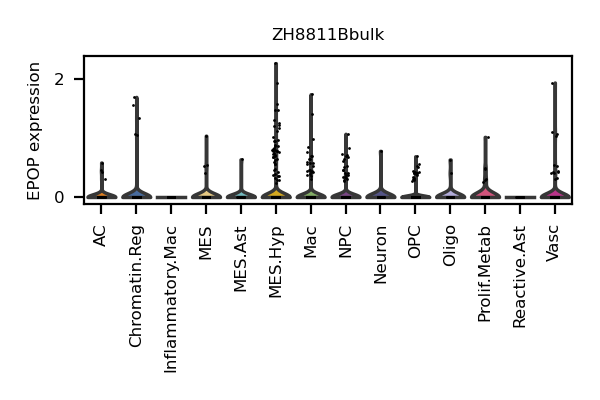 ZH8811Bbulk
EPOP expression
2
0
AC
Chromatin.Reg
Inflammatory.Mac
MES
MES.Ast
MES.Hyp
Mac
NPC
Neuron
OPC
Oligo
Prolif.Metab
Reactive.Ast
Vasc